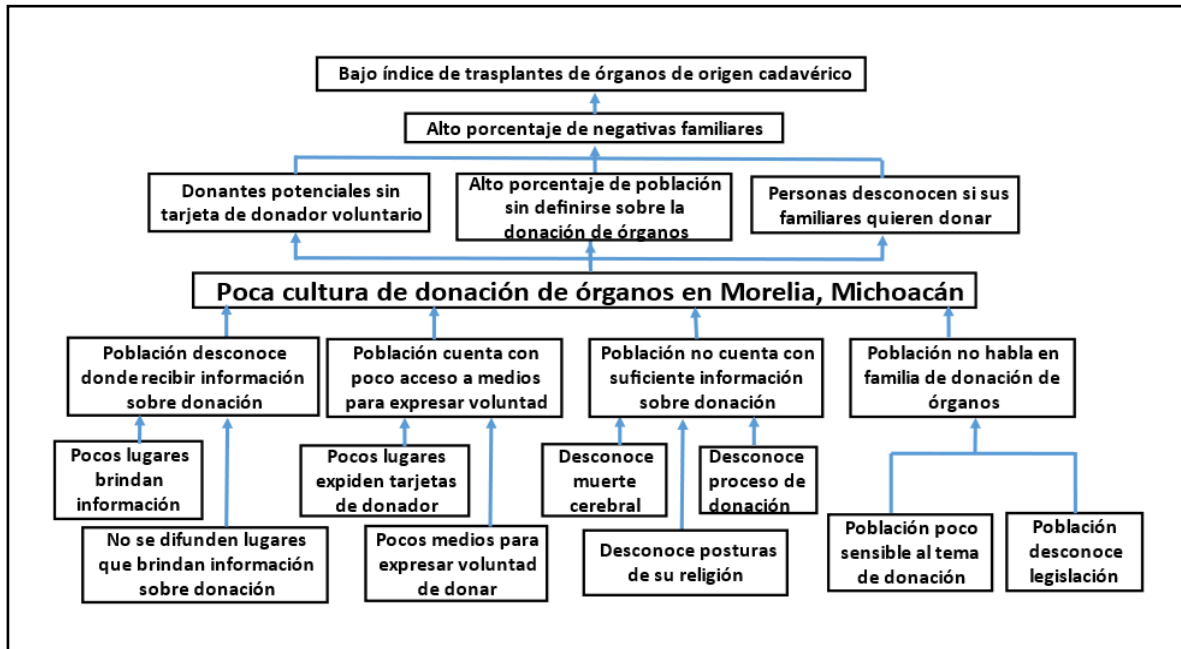 Bajo índice de trasplantes de órganos de origen cadavérico
Alto porcentaje de negativas familiares
Donantes potenciales sin
tarjeta de donador voluntario
Alto porcentaje de población
sin definirse sobre la
donación de órganos
Personas desconocen si sus
familiares quieren donar
Poca cultura de donación de órganos en Morelia, Michoacán
Población desconoce
donde recibir información
sobre donación
Población cuenta con
poco acceso a medios
para expresar voluntad
Población no cuenta con
suficiente información
sobre donación
Población no habla en
familia de donación de
órganos
Pocos lugares
brindan
información
Pocos lugares
expiden tarjetas
de donador
Desconoce
muerte
cerebral
Desconoce
proceso de
donación
No se difunden lugares
que brindan información
sobre donación
Pocos medios para
expresar voluntad
de donar
Desconoce posturas
de su religión
Población poco
sensible al tema
de donación
Población
desconoce
legislación